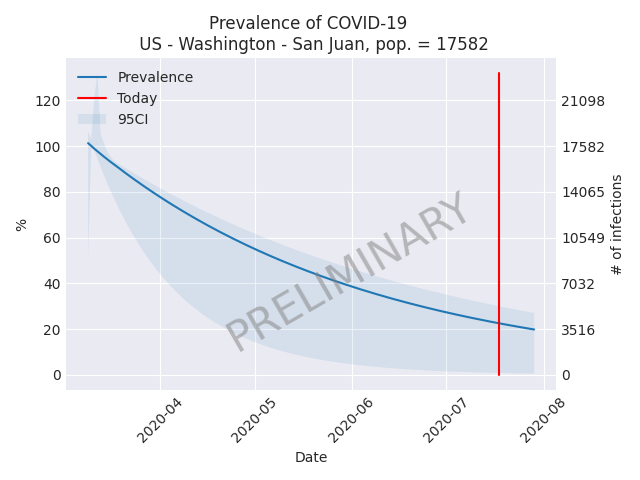 Prevalence of COVID-19
US - Washington - San Juan, pop. = 17582
Prevalence
Today
95CI
%
120
100
80
60
40
20
0
21098
17582
14065
10549
7032
3516
0
# of infections
PRELIMINARY
2020-04
2020-05
2020-06
2020-07
2020-08
Date